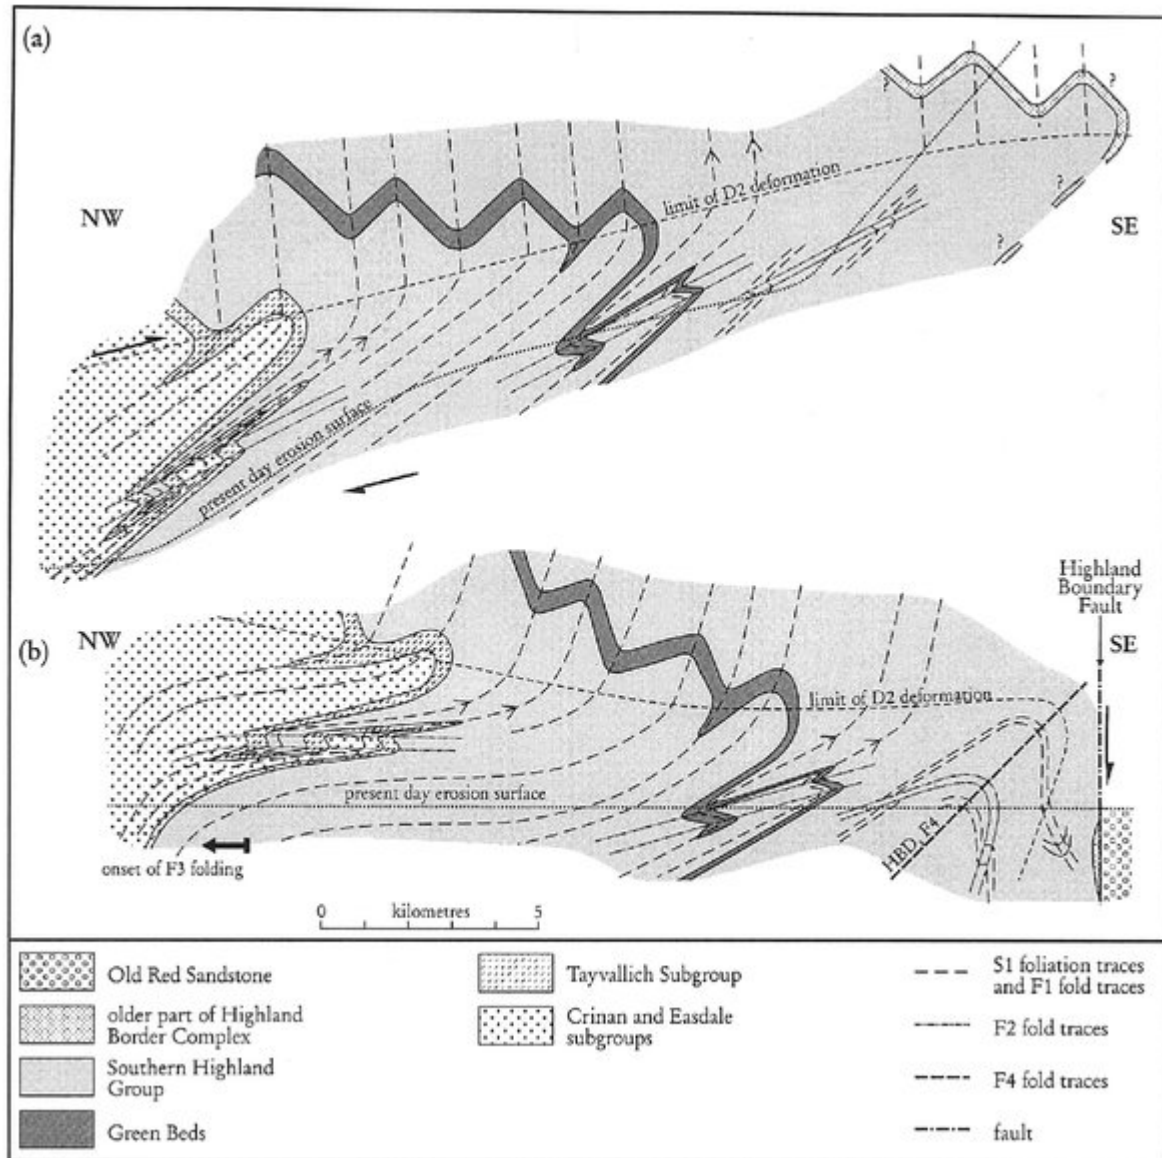 (a)
NW
SE
?
?
?
?
limit of D2 deformation
present day erosion surface
(b)
NW
Highland
Boundary
Fault
SE
limit of D2 deformation
present day erosion surface
HBD, F4
onset of F3 folding
0 kilometres 5
Old Red Sandstone
older part of Highland
Border Complex
Southern Highland
Group
Green Beds
Tayvallich Subgroup
Crinan and Easdale
subgroups
S1 foliation traces
and F1 fold traces
F2 fold traces
F4 fold traces
fault